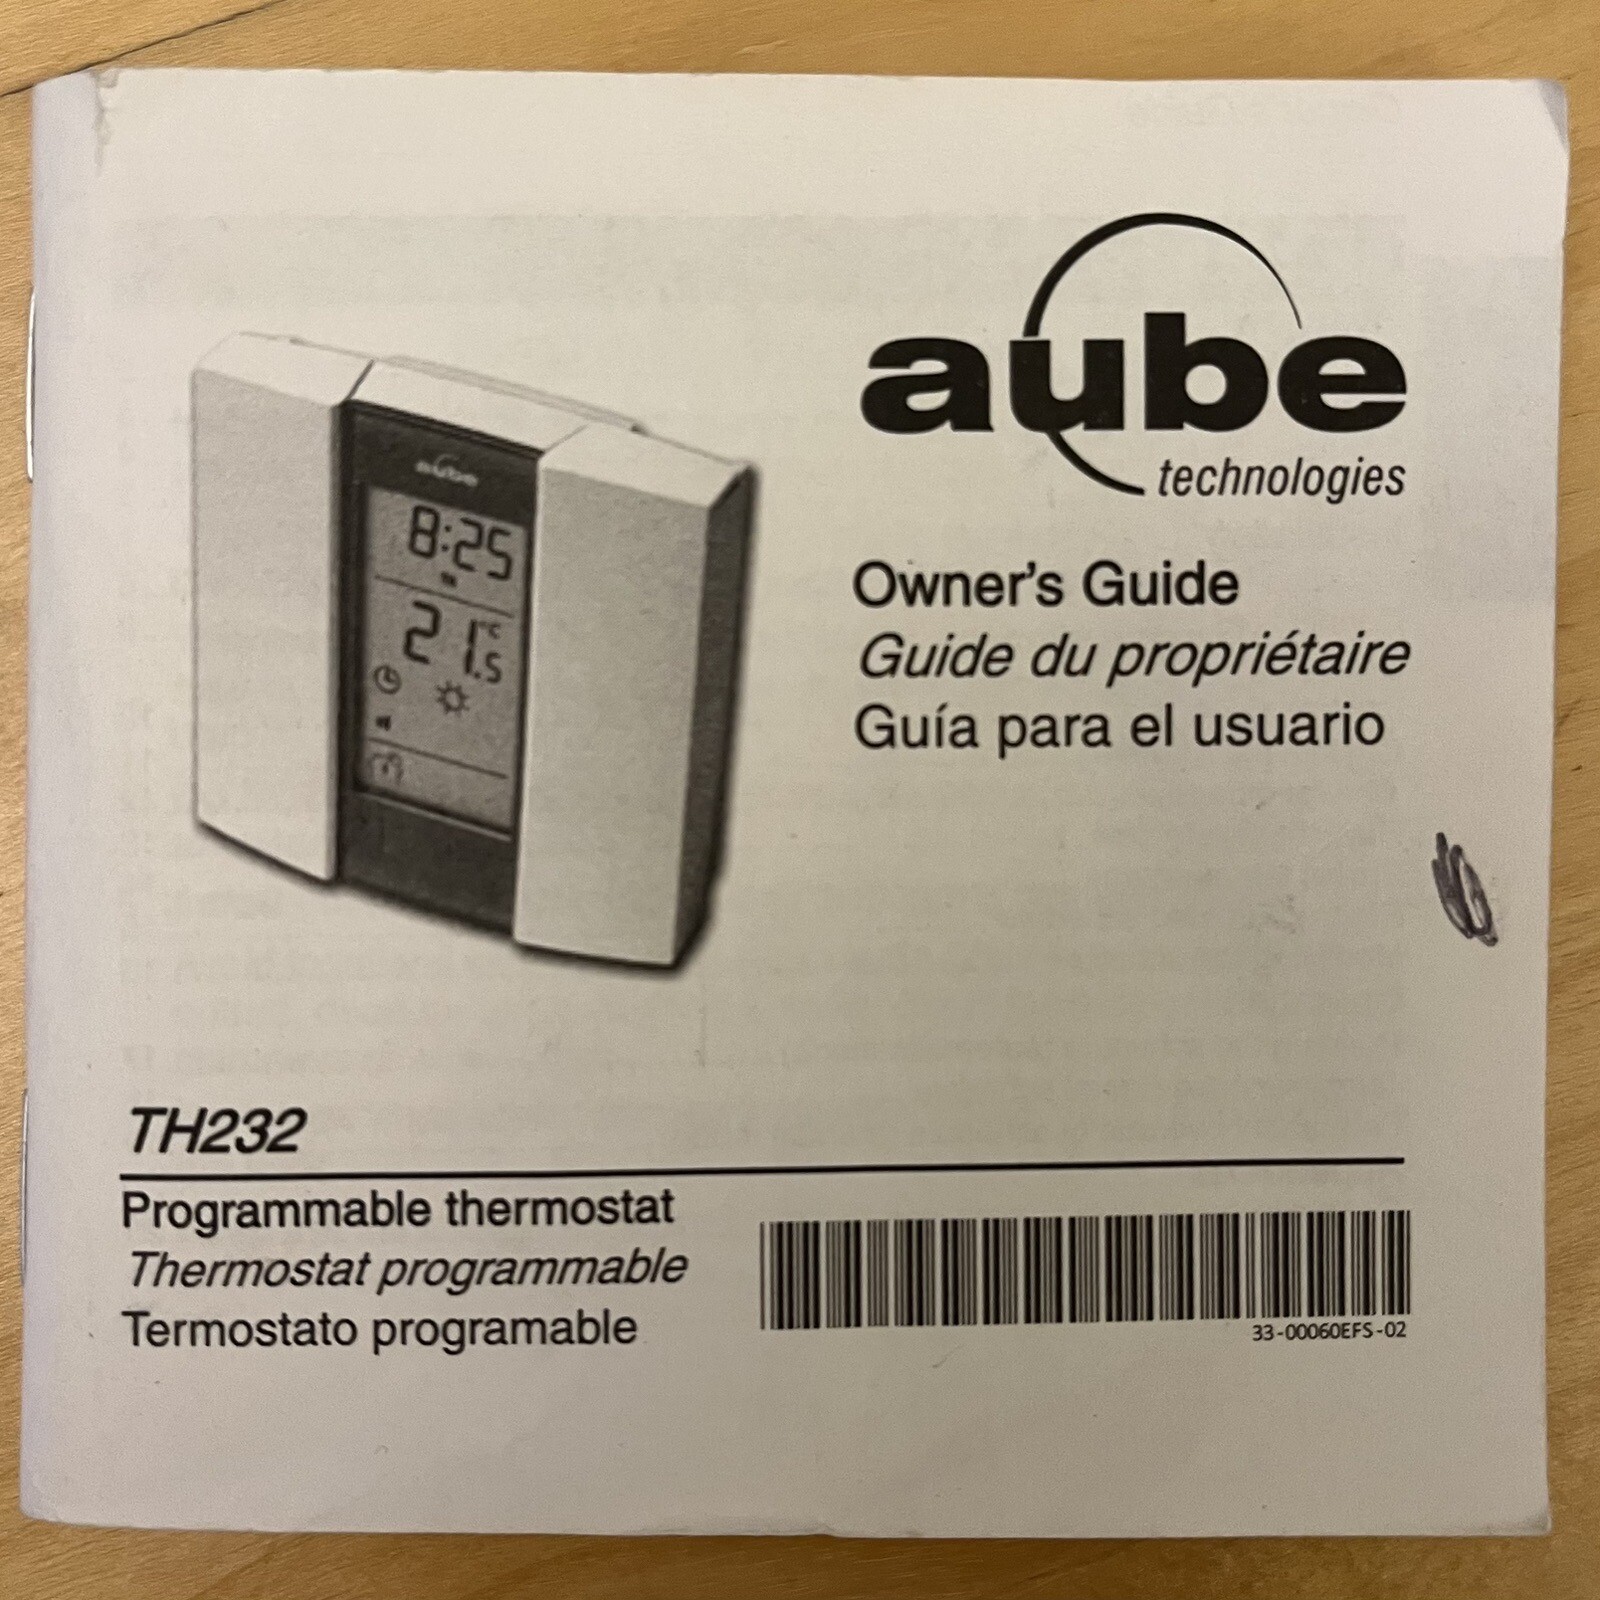 aube
technologies
Owner's Guide
Guide du propriétaire
Guía para el usuario
aube
8:25
21.5 °C
TH232
Programmable thermostat
Thermostat programmable
Termostato programable
33-00060EFS-02